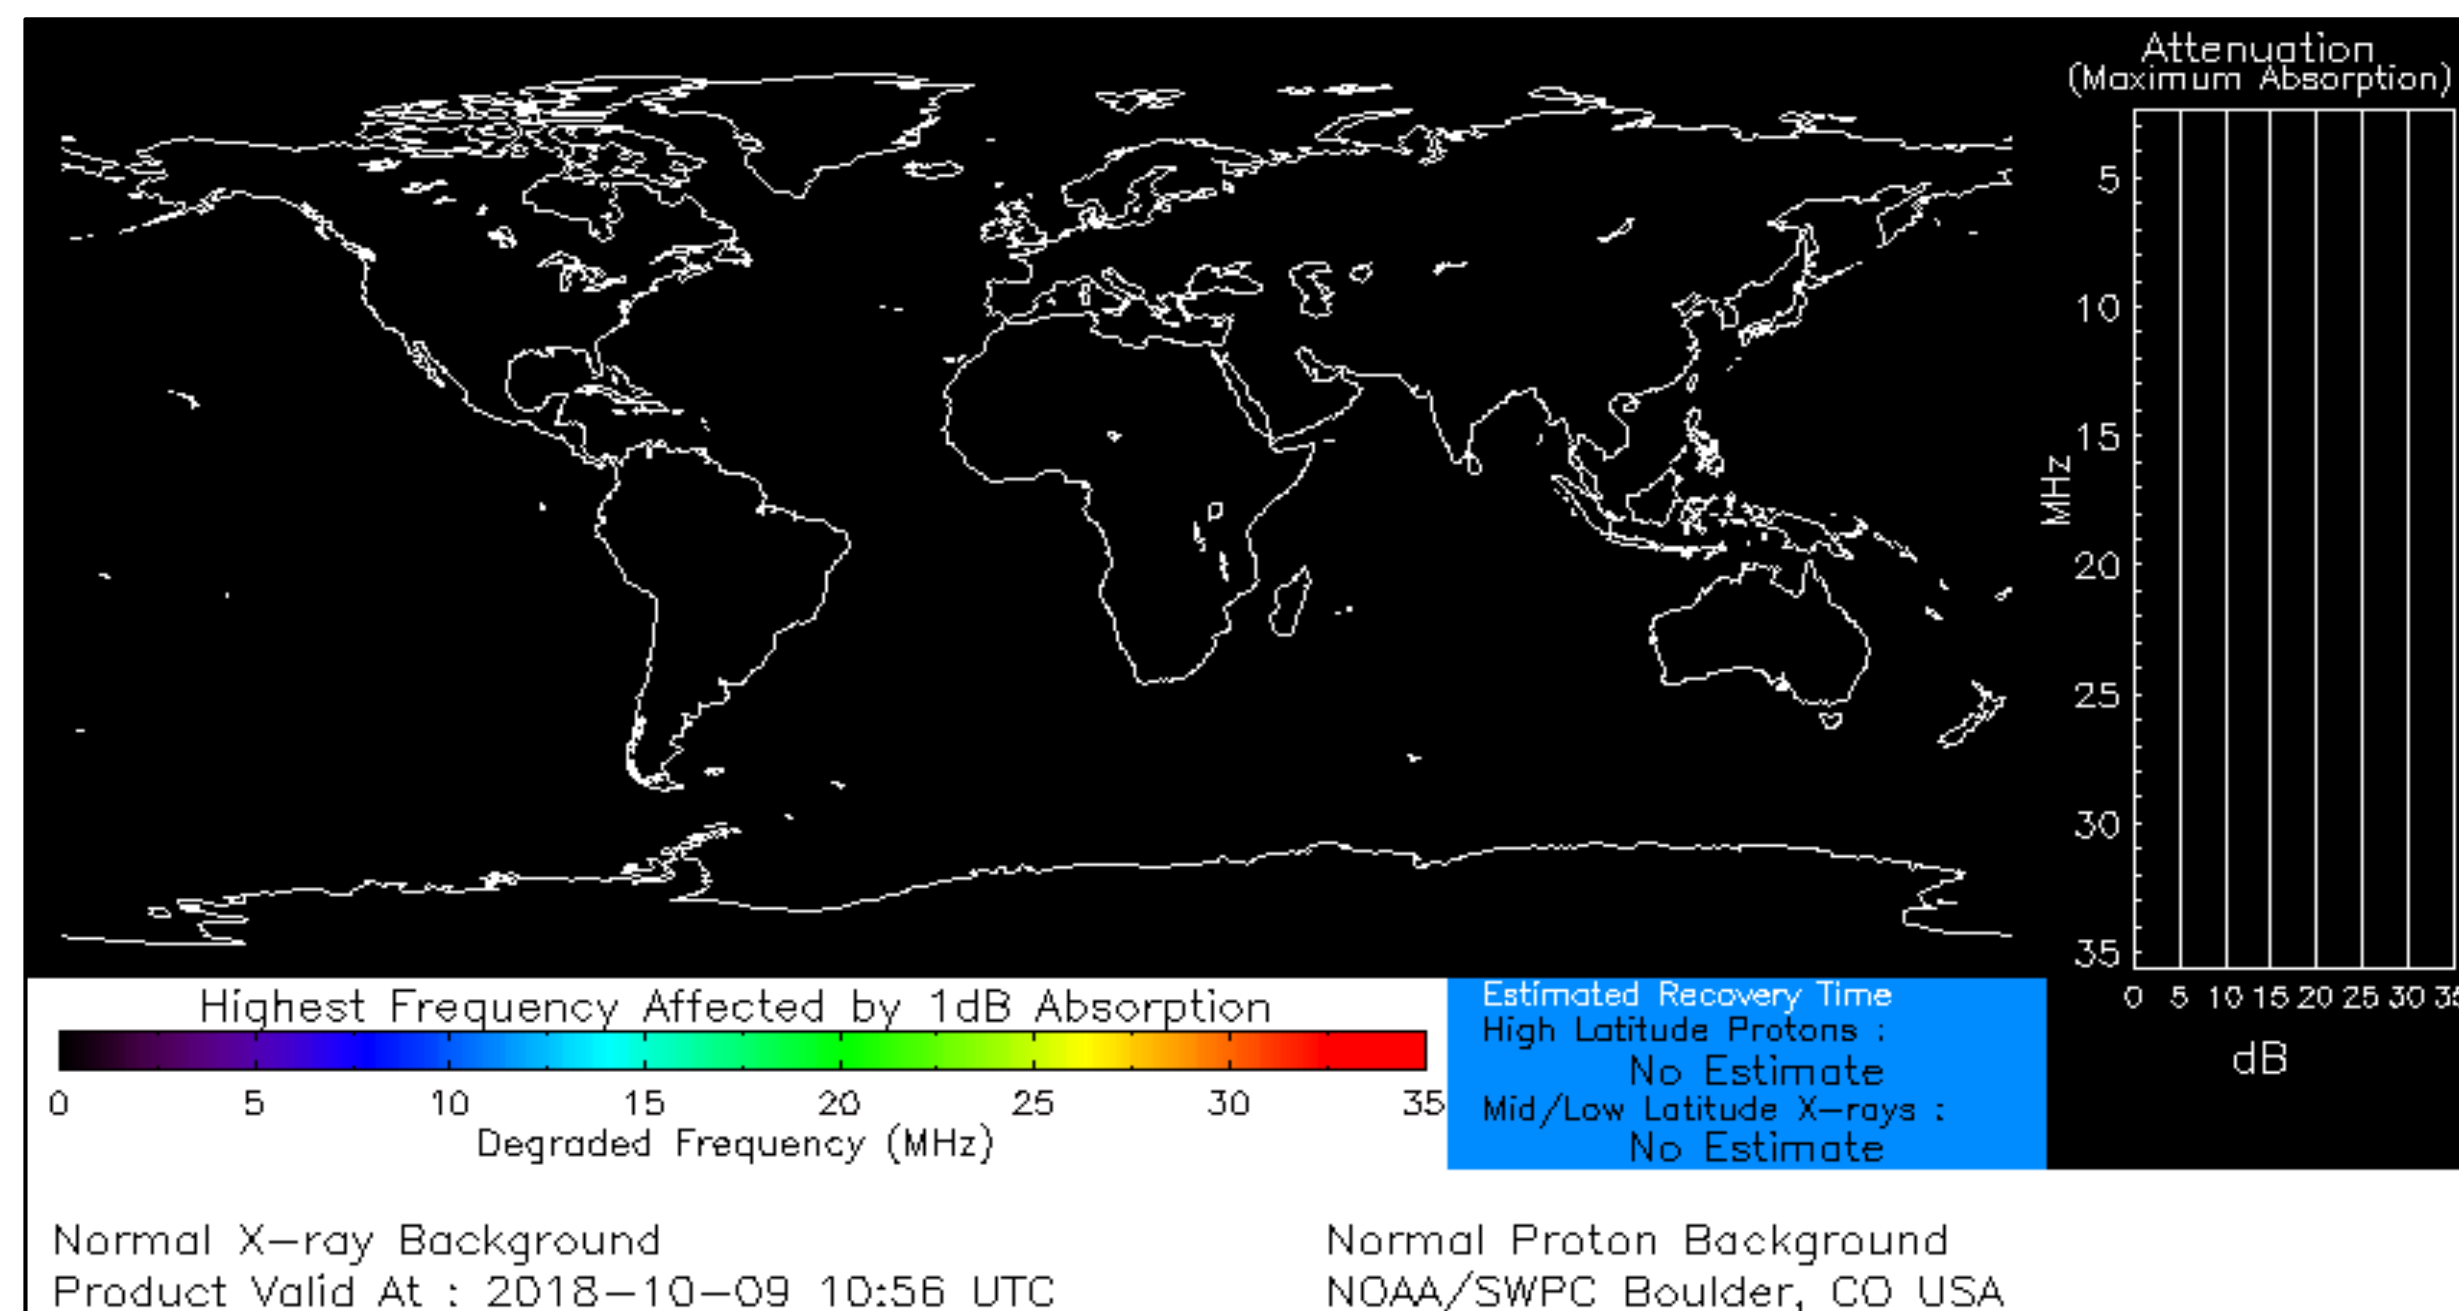 Attenuation
(Maximum Absorption)
5
10
15
20
25
30
35
MHz
0 5 10 15 20 25 30 35
dB
Highest Frequency Affected by 1dB Absorption
0 5 10 15 20 25 30 35
Degraded Frequency (MHz)
Estimated Recovery Time
High Latitude Protons :
No Estimate
Mid/Low Latitude X-rays :
No Estimate
Normal X-ray Background
Normal Proton Background
Product Valid At : 2018-10-09 10:56 UTC
NOAA/SWPC Boulder, CO USA